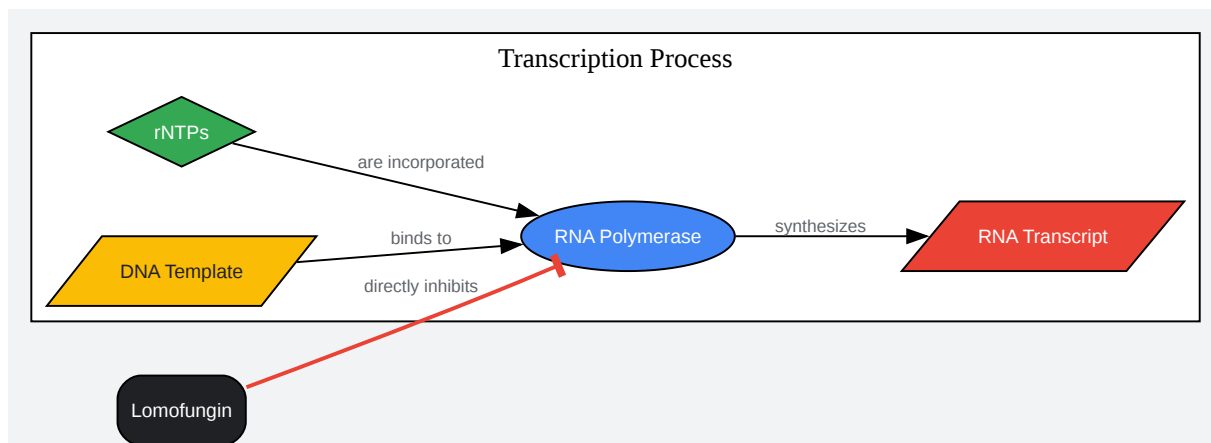 Transcription Process
rNTPs
are incorporated
binds to
DNA Template
RNA Polymerase
synthesizes
RNA Transcript
directly inhibits
Lomofungin